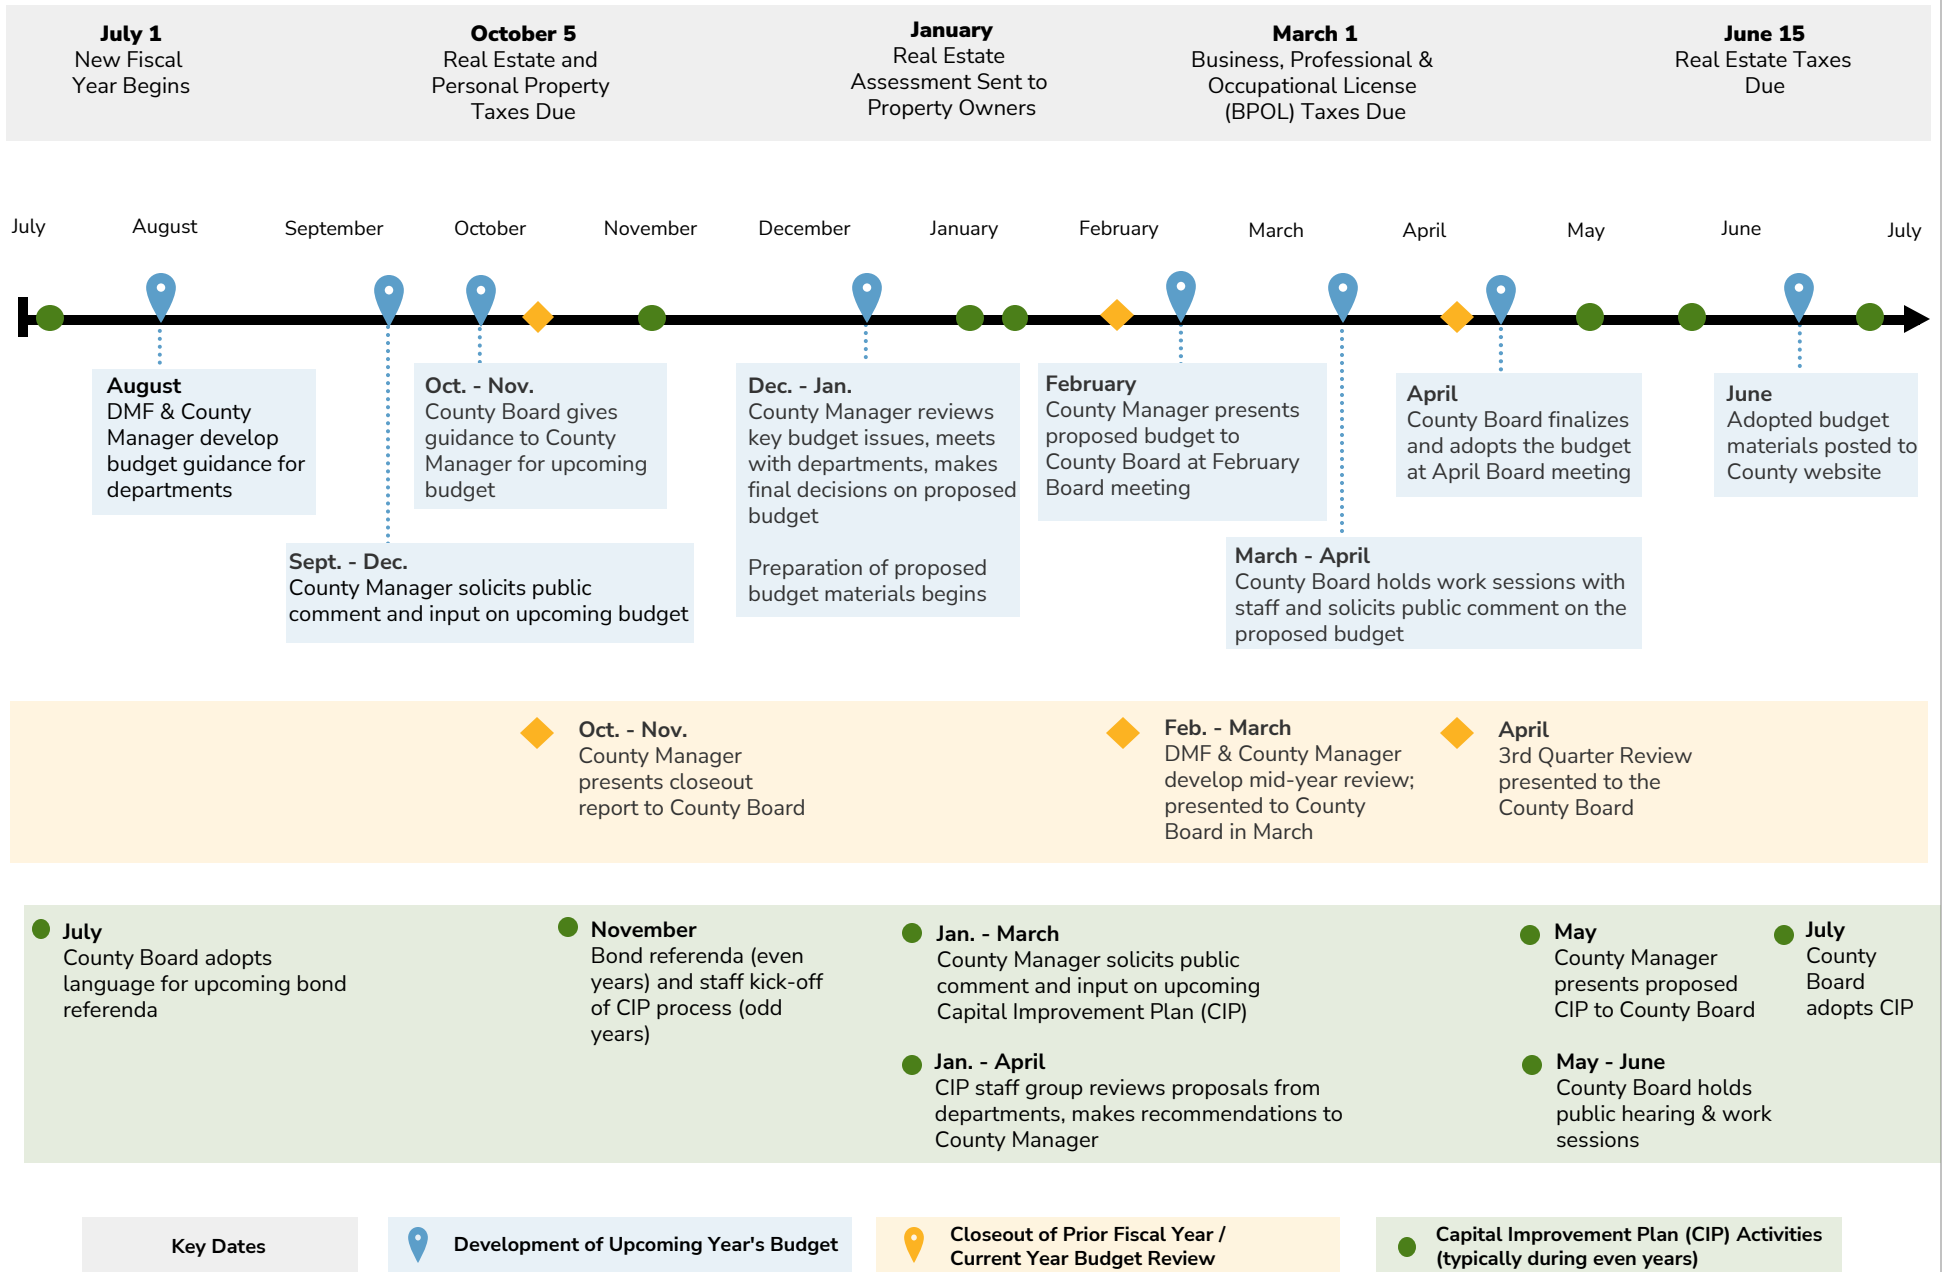 July 1
New Fiscal
Year Begins
October 5
Real Estate and
Personal Property
Taxes Due
January
Real Estate
Assessment Sent to
Property Owners
March 1
Business, Professional &
Occupational License
(BPOL) Taxes Due
June 15
Real Estate Taxes
Due
July
August
September
October
November
December
January
February
March
April
May
June
July
August
DMF & County
Manager develop
budget guidance for
departments
Sept. - Dec.
County Manager solicits public
comment and input on upcoming budget
Oct. - Nov.
County Board gives
guidance to County
Manager for upcoming
budget
Dec. - Jan.
County Manager reviews
key budget issues, meets
with departments, makes
final decisions on proposed
budget
Preparation of proposed
budget materials begins
February
County Manager presents
proposed budget to
County Board at February
Board meeting
March - April
County Board holds work sessions with
staff and solicits public comment on the
proposed budget
April
County Board finalizes
and adopts the budget
at April Board meeting
June
Adopted budget
materials posted to
County website
Oct. - Nov.
County Manager
presents closeout
report to County Board
Feb. - March
DMF & County Manager
develop mid-year review;
presented to County
Board in March
April
3rd Quarter Review
presented to the
County Board
July
County Board adopts
language for upcoming bond
referenda
November
Bond referenda (even
years) and staff kick-off
of CIP process (odd
years)
Jan. - March
County Manager solicits public
comment and input on upcoming
Capital Improvement Plan (CIP)
Jan. - April
CIP staff group reviews proposals from
departments, makes recommendations to
County Manager
May
County Manager
presents proposed
CIP to County Board
May - June
County Board holds
public hearing & work
sessions
July
County
Board
adopts CIP
Key Dates
Development of Upcoming Year's Budget
Closeout of Prior Fiscal Year /
Current Year Budget Review
Capital Improvement Plan (CIP) Activities
(typically during even years)